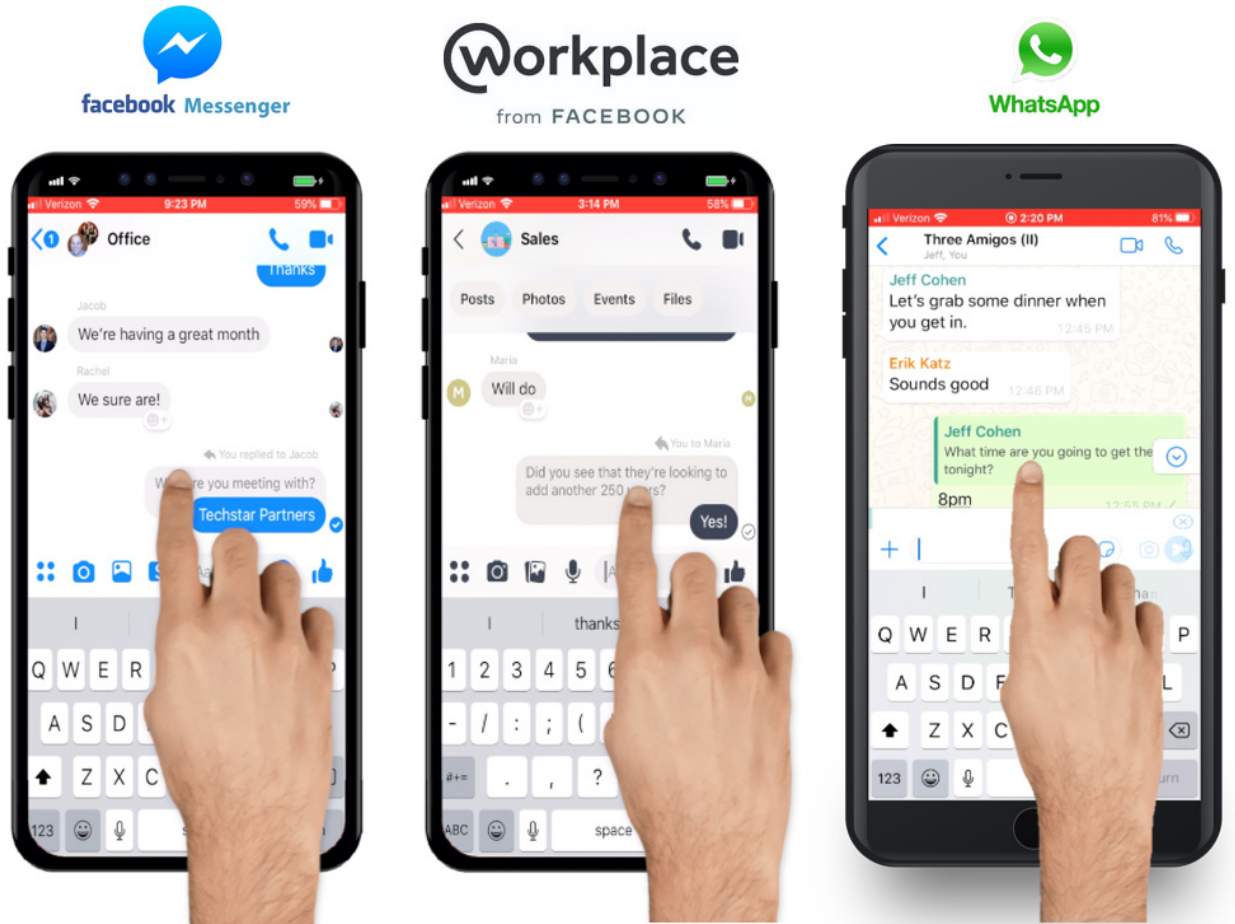 facebook Messenger
Workplace
from FACEBOOK
WhatsApp
Verizon
9:23 PM
59%
1
Office
Thanks
Jacob
We're having a great month
Rachel
We sure are!
You replied to Jacob
you meeting with?
Techstar Partners
I
Q W E R
A S D
Z X C
123
Verizon
3:14 PM
58%
Sales
Posts
Photos
Events
Files
Maria
M
Will do
M
You to Maria
Did you see that they're looking to
add another 250
Yes!
I
thanks
1 2 3 4 5 6
- / : ; (
#+= . , ?
ABC
space
Verizon
2:20 PM
81%
Three Amigos (II)
Jeff, You
Jeff Cohen
Let's grab some dinner when
you get in.
12:45 PM
Erik Katz
Sounds good
12:46 PM
Jeff Cohen
What time are you going to get the
tonight?
8pm
12:55 PM
I
Q W E R P
A S D F L
Z X C
123